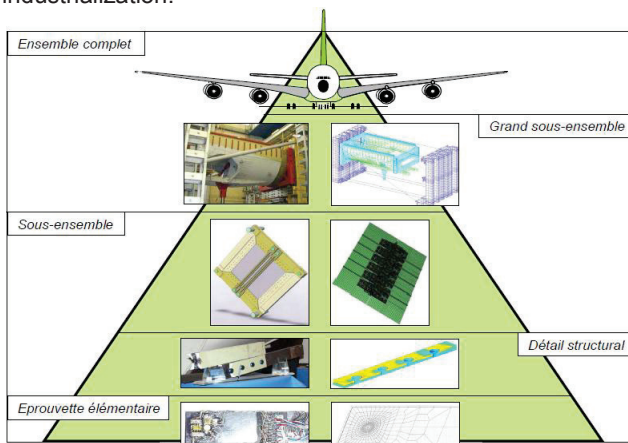 industrialization.
Ensemble complet
Grand sous-ensemble
Sous-ensemble
Détail structural
Eprouvette élémentaire